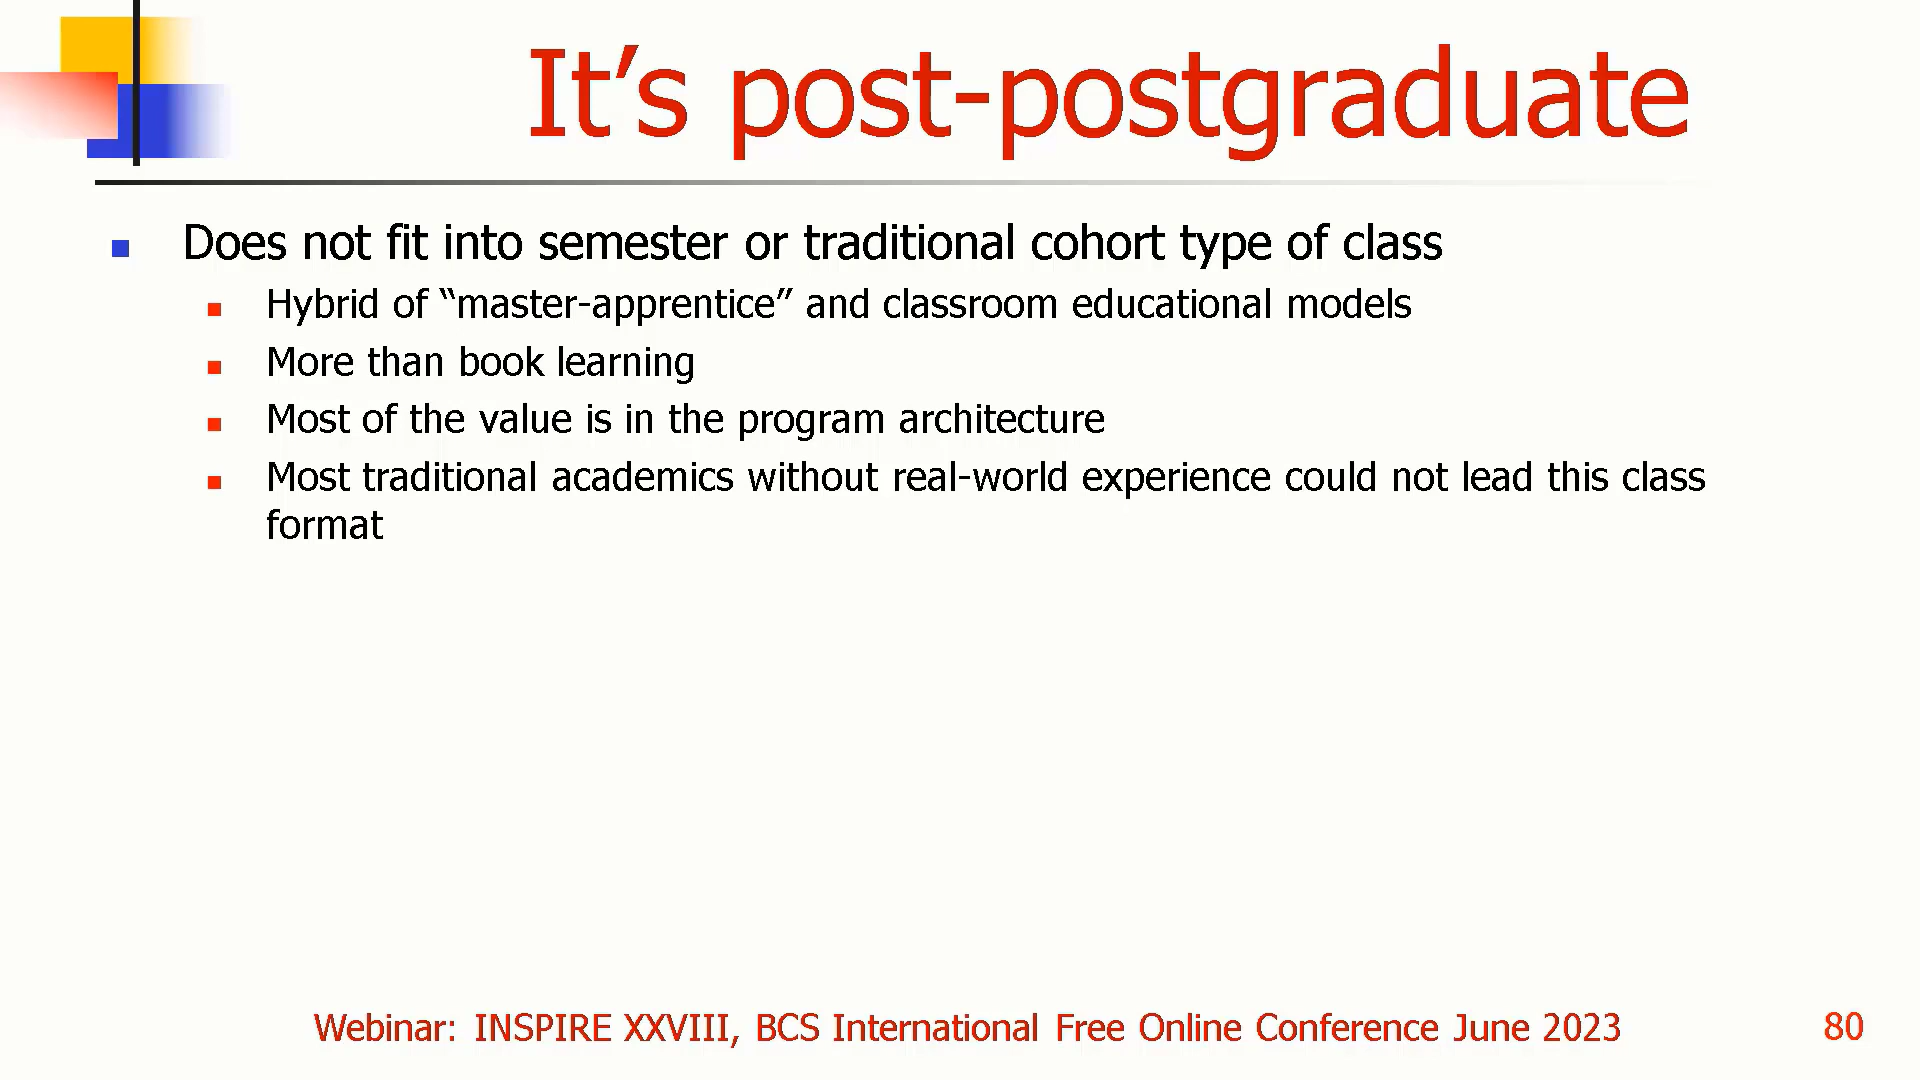 It’s post-postgraduate
Does not fit into semester or traditional cohort type of class
Hybrid of “master-apprentice” and classroom educational models
More than book learning
Most of the value is in the program architecture
Most traditional academics without real-world experience could not lead this class
format
Webinar: INSPIRE XXVIII, BCS International Free Online Conference June 2023
80